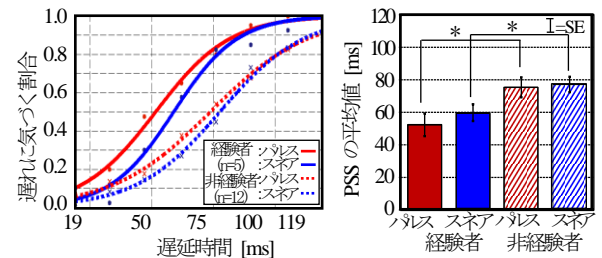 1.0
0.8
0.6
0.4
0.2
0.0
遅れに気づく割合
経験者 :パルス
(n=5) :スネア
非経験者 :パルス
(n=12) :スネア
19 50 75 100 119
遅延時間 [ms]
120
100
80
60
40
20
0
PSS の平均値 [ms]
* *
I=SE
パルス スネア パルス スネア
経験者 非経験者